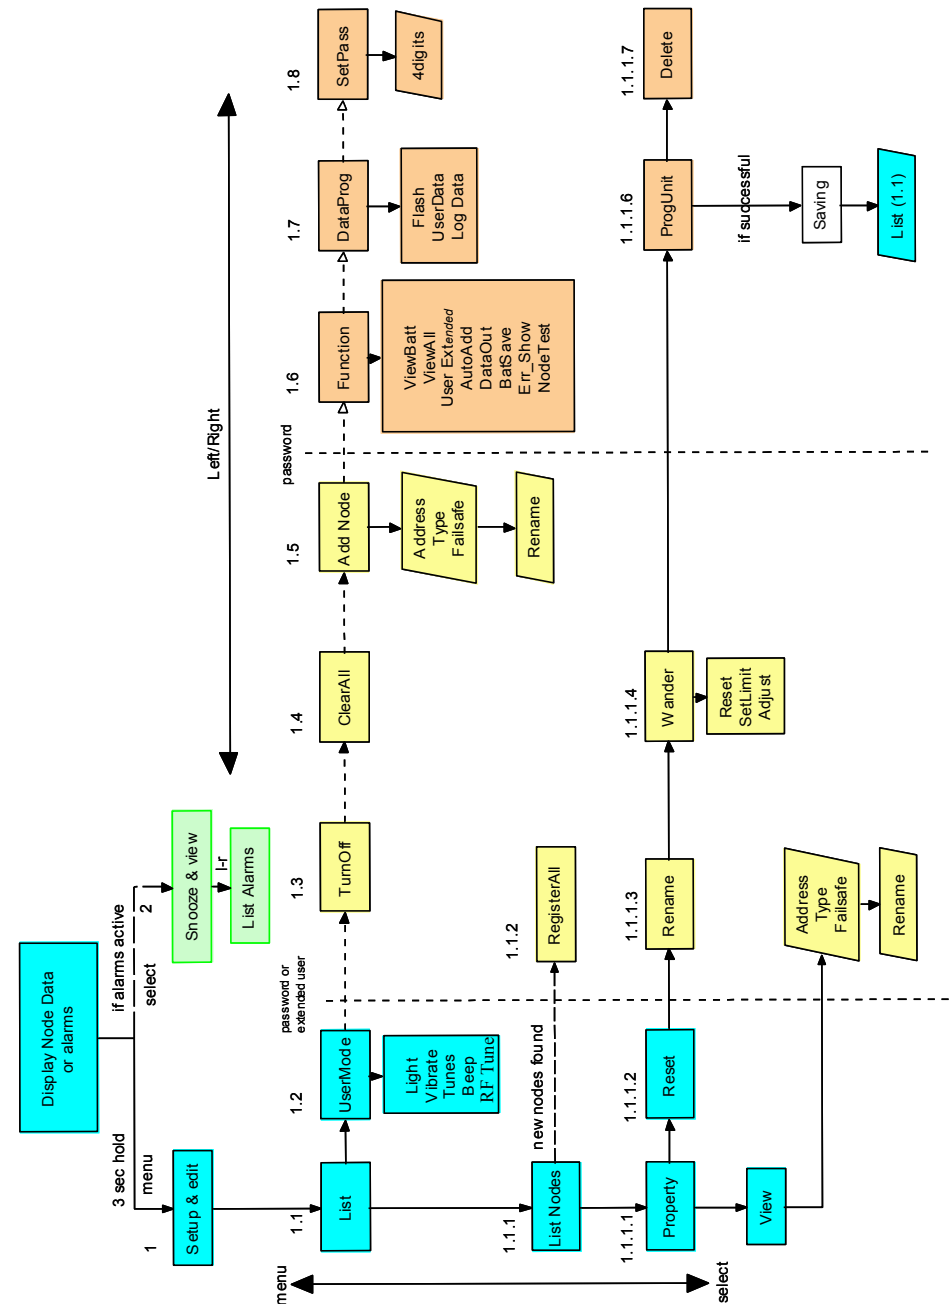 Display Node Data
or alarms
3 sec hold
menu
if alarms active
select
2
Snooze & view
l-r
List Alarms
Left/Right
1
Setup & edit
menu
select
1.1
List
1.2
UserMode
Light
Vibrate
Tunes
Beep
RF Tune
password or
extended user
1.3
TurnOff
1.4
ClearAll
1.5
Add Node
Address
Type
Failsafe
Rename
password
1.6
Function
ViewBatt
ViewAll
User Extended
AutoAdd
DataOut
BatSave
Err_Show
NodeTest
1.7
DataProg
Flash
UserData
Log Data
1.8
SetPass
4digits
1.1.1
List Nodes
new nodes found
1.1.2
RegisterAll
1.1.1.1
Property
1.1.1.2
Reset
1.1.1.3
Rename
1.1.1.4
Wander
Reset
SetLimit
Adjust
1.1.1.6
ProgUnit
if successful
Saving
List (1.1)
1.1.1.7
Delete
View
Address
Type
Failsafe
Rename